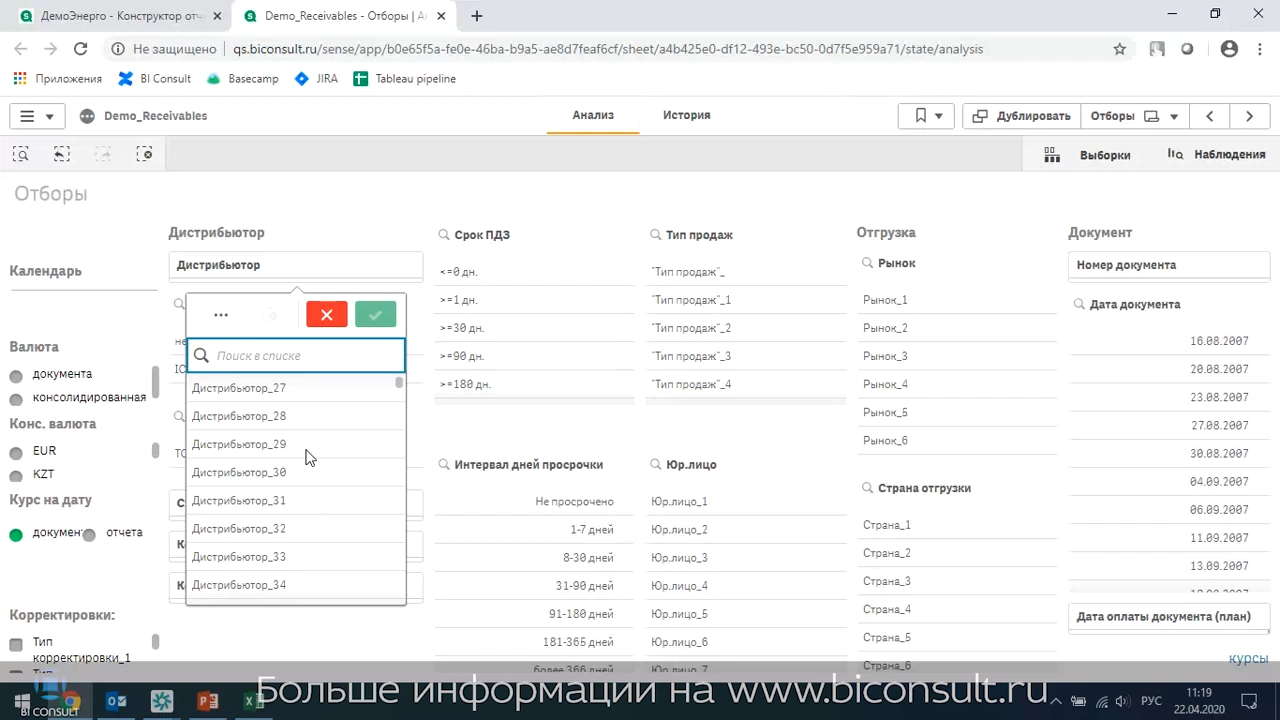 ДемоЭнерго - Конструктор отч
Demo_Receivables - Отборы | А
Не защищено
qs.biconsult.ru/sense/app/b0e65f5a-fe0e-46ba-b9a5-ae8d7feaf6cf/sheet/a4b425e0-df12-493e-bc50-0d7f5e959a71/state/analysis
Приложения
BI Consult
Basecamp
JIRA
Tableau pipeline
Demo_Receivables
Анализ
История
Дублировать
Отборы
Выборки
Наблюдения
Отборы
Календарь
Валюта
документа
консолидированная
Конс. валюта
EUR
KZT
Курс на дату
документ
отчета
Корректировки:
Тип
корректировки_1
Дистрибьютор
Дистрибьютор
Поиск в списке
Дистрибьютор_27
Дистрибьютор_28
Дистрибьютор_29
Дистрибьютор_30
Дистрибьютор_31
Дистрибьютор_32
Дистрибьютор_33
Дистрибьютор_34
Срок ПДЗ
<=0 дн.
>=1 дн.
>=30 дн.
>=90 дн.
>=180 дн.
Интервал дней просрочки
Не просрочено
1-7 дней
8-30 дней
31-90 дней
91-180 дней
181-365 дней
более 366 дней
Тип продаж
"Тип продаж"_
"Тип продаж"_1
"Тип продаж"_2
"Тип продаж"_3
"Тип продаж"_4
Юр.лицо
Юр.лицо_1
Юр.лицо_2
Юр.лицо_3
Юр.лицо_4
Юр.лицо_5
Юр.лицо_6
Юр.лицо_7
Отгрузка
Рынок
Рынок_1
Рынок_2
Рынок_3
Рынок_4
Рынок_5
Рынок_6
Страна отгрузки
Страна_1
Страна_2
Страна_3
Страна_4
Страна_5
Страна_6
Документ
Номер документа
Дата документа
16.08.2007
20.08.2007
23.08.2007
27.08.2007
30.08.2007
04.09.2007
06.09.2007
11.09.2007
13.09.2007
Дата оплаты документа (план)
курсы
Больше информации на www.biconsult.ru
BI CONSULT
РУС
11:19
22.04.2020